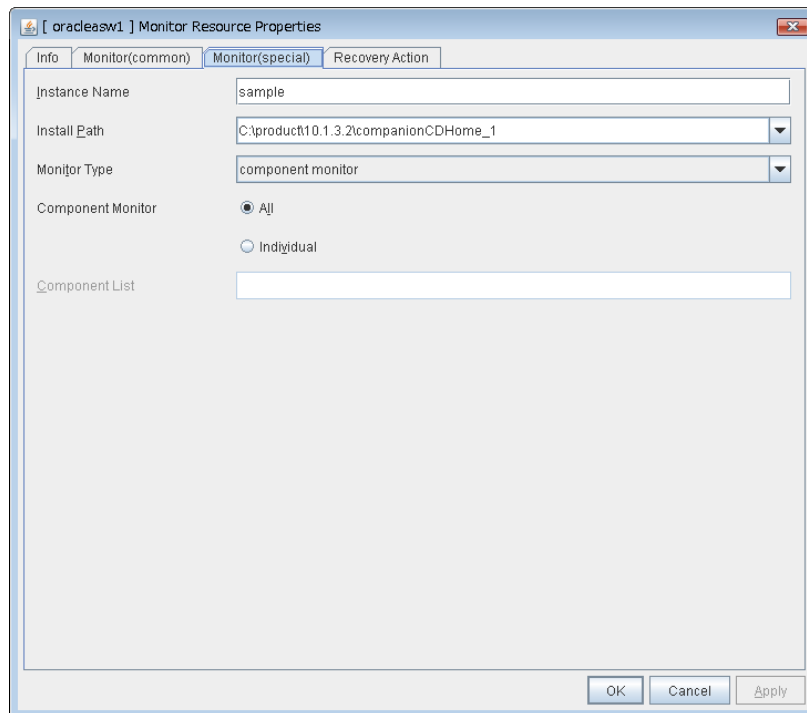 [ oracleasw1 ] Monitor Resource Properties
Info Monitor(common) Monitor(special) Recovery Action
Instance Name sample
Install Path C:\product\10.1.3.2\companionCDHome_1
Monitor Type component monitor
Component Monitor All
Individual
Component List
OK Cancel Apply